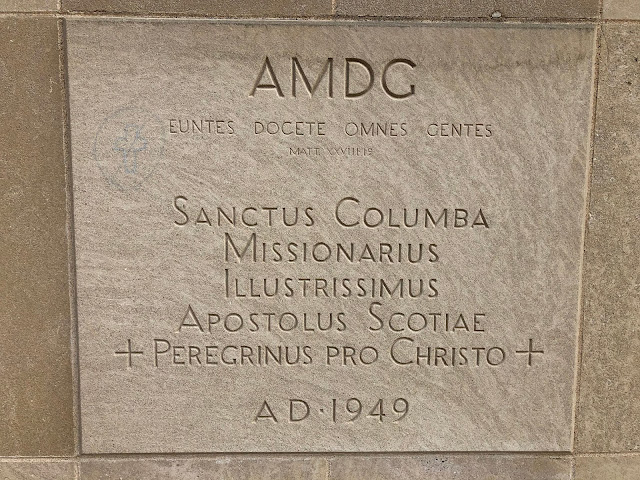 AMDG
EUNTES DOCETE OMNES GENTES
MATT. XXVIII·19
SANCTUS COLUMBA
MISSIONARIUS
ILLUSTRISSIMUS
APOSTOLUS SCOTIAE
+ PEREGRINUS PRO CHRISTO +
AD·1949